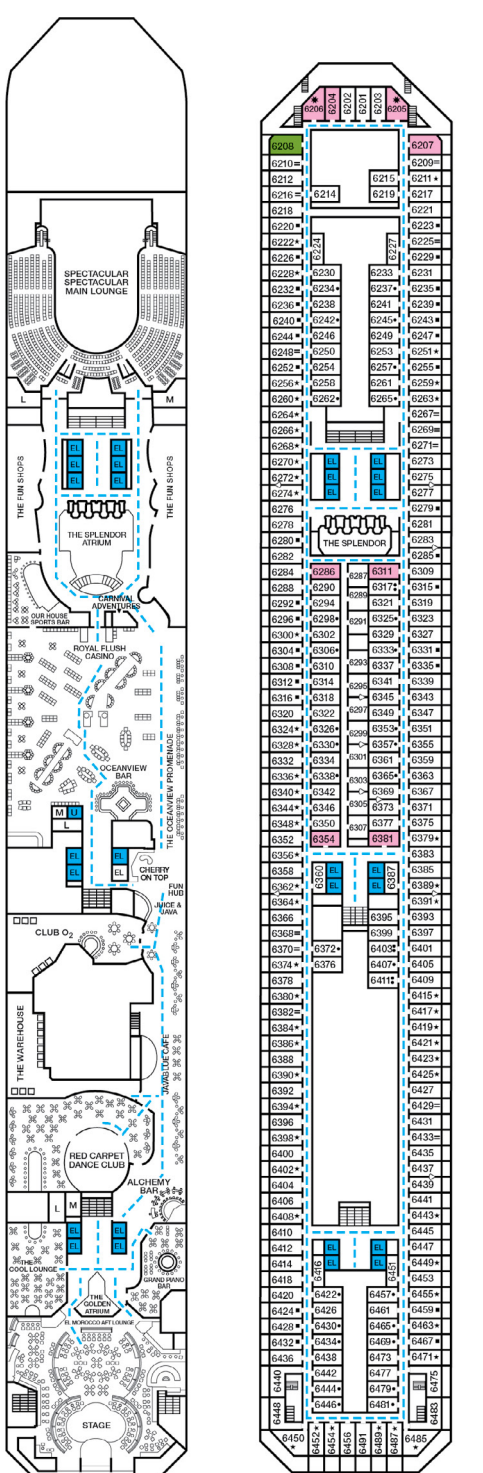 SPECTACULAR
SPECTACULAR
MAIN LOUNGE
L
M
EL EL
EL EL
EL EL
THE FUN SHOPS
THE FUN SHOPS
THE SPLENDOR
ATRIUM
CARNIVAL
ADVENTURES
OUR HOUSE
SPORTS BAR
ROYAL FLUSH
CASINO
THE OCEANVIEW PROMENADE
OCEANVIEW
BAR
M U
L
EL EL
EL EL
CHERRY
ON TOP
FUN
HUB
JUICE &
JAVA
CLUB O2
THE WAREHOUSE
JAVABLUE CAFE
RED CARPET
DANCE CLUB
ALCHEMY
BAR
L M
EL EL
EL EL
THE
COOL LOUNGE
GRAND PIANO
BAR
THE
GOLDEN
ATRIUM
EL MOROCCO AFT LOUNGE
STAGE
6206 6204 6202 6201 6203 6205
6208 6207
6210 6209
6212 6215 6211
6216 6214 6219 6217
6218 6221
6220 6223
6222 6224 6227 6225
6226 6229
6228 6230 6233 6231
6232 6234 6237 6235
6236 6238 6241 6239
6240 6242 6245 6243
6244 6246 6249 6247
6248 6250 6253 6251
6252 6254 6257 6255
6256 6258 6261 6259
6260 6262 6265 6263
6264 6267
6266 6269
6268 6271
6270 EL EL 6273
6272 EL EL 6275
6274 EL EL 6277
6276 6279
6278 6281
THE SPLENDOR
6280 6283
6282 6285
6284 6286 6287 6311 6309
6288 6290 6289 6317 6315
6292 6294 6321 6319
6296 6298 6291 6325 6323
6300 6302 6329 6327
6304 6306 6333 6331
6308 6310 6293 6337 6335
6312 6314 6295 6341 6339
6316 6318 6345 6343
6320 6322 6297 6349 6347
6324 6326 6299 6353 6351
6328 6330 6357 6355
6332 6334 6301 6361 6359
6336 6338 6303 6365 6363
6340 6342 6369 6367
6344 6346 6305 6373 6371
6348 6350 6307 6377 6375
6352 6354 6381 6379
6356 6383
6358 6360 EL EL 6387 6385
6362 EL EL 6389
6364 6391
6366 6395 6393
6368 6399 6397
6370 6372 6403 6401
6374 6376 6407 6405
6378 6411 6409
6380 6415
6382 6417
6384 6419
6386 6421
6388 6423
6390 6425
6392 6427
6394 6429
6396 6431
6398 6433
6400 6435
6402 6437
6404 6439
6406 6441
6408 6443
6410 6445
6412 EL EL 6447
6414 6416 EL EL 6451 6449
6418 6453
6420 6422 6457 6455
6424 6426 6461 6459
6428 6430 6465 6463
6432 6434 6469 6467
6436 6438 6473 6471
6440 6442 6477 6475
6444 6479
6448 6446 6481 6483
6450 6452 6454 6456 6491 6489 6487 6485